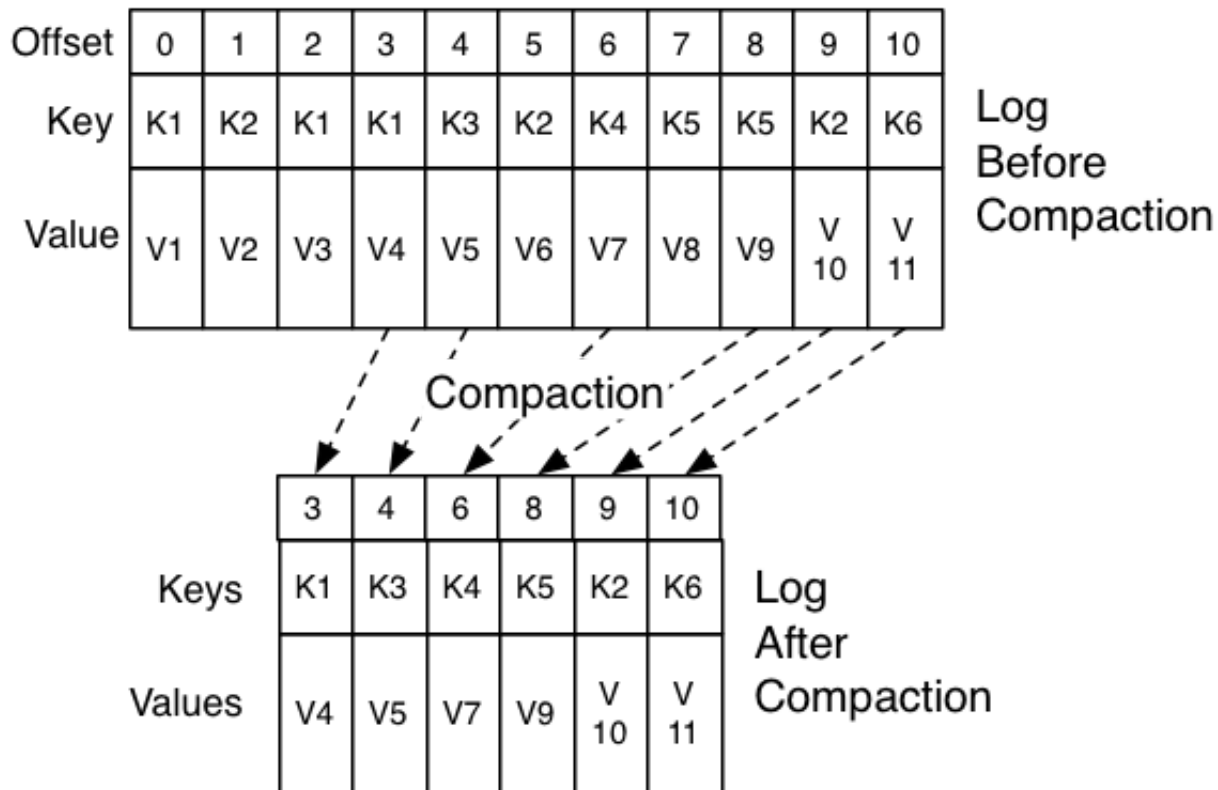 Offset 0 1 2 3 4 5 6 7 8 9 10
Key K1 K2 K1 K1 K3 K2 K4 K5 K5 K2 K6
Log
Before
Compaction
Value V1 V2 V3 V4 V5 V6 V7 V8 V9 V 10 V 11
Compaction
3 4 6 8 9 10
Keys K1 K3 K4 K5 K2 K6
Log
After
Compaction
Values V4 V5 V7 V9 V 10 V 11